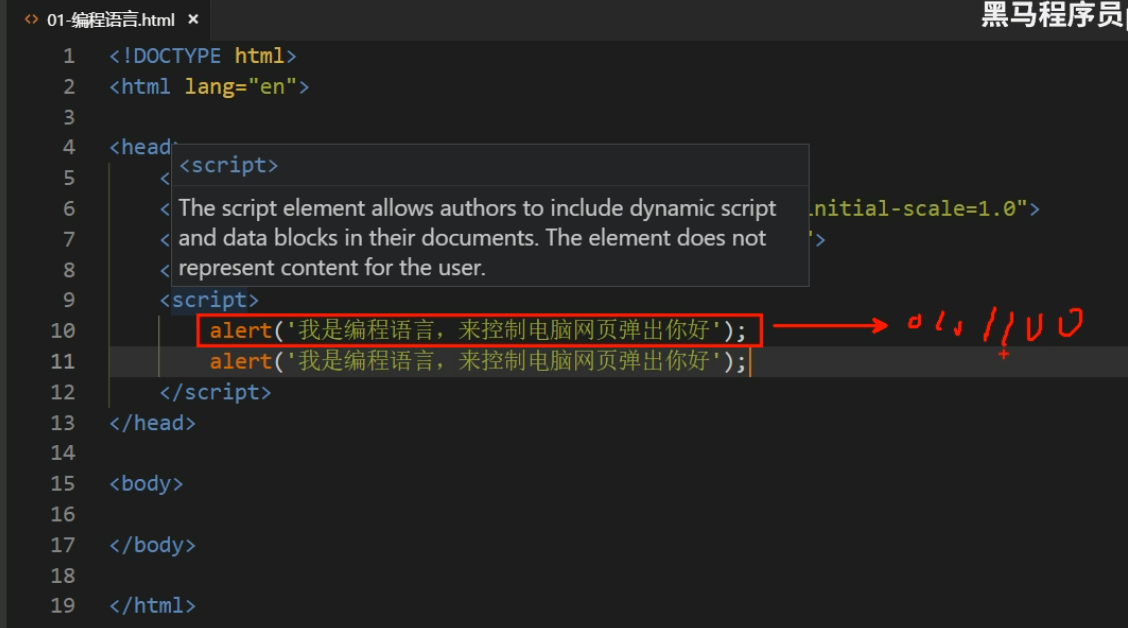 01-编程语言.html ×
黑马程序员
1 <!DOCTYPE html>
2 <html lang="en">
3
4 <head>
<script>
5 <
The script element allows authors to include dynamic script
6 < initial-scale=1.0">
and data blocks in their documents. The element does not
7 < ">
represent content for the user.
8 <
9 <script>
10 alert('我是编程语言，来控制电脑网页弹出你好');
11 alert('我是编程语言，来控制电脑网页弹出你好');
12 </script>
13 </head>
14
15 <body>
16
17 </body>
18
19 </html>